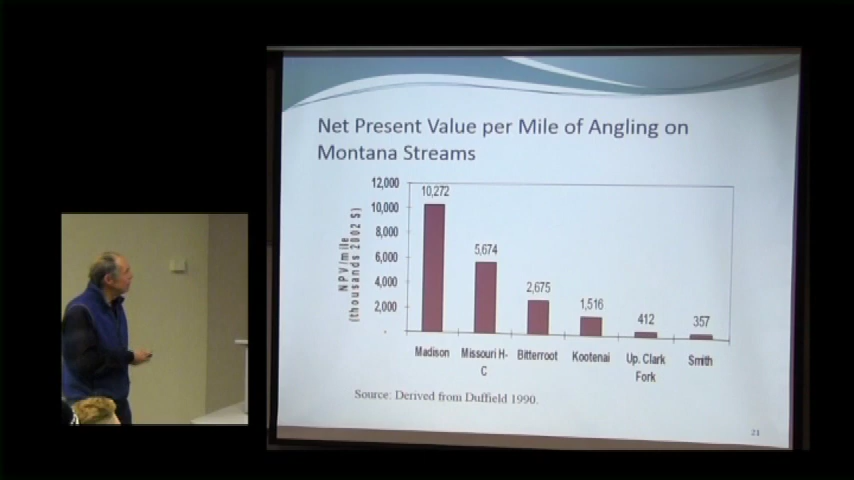 Net Present Value per Mile of Angling on
Montana Streams
NPV/mile
(thousands 2002 $)
12,000
10,000
8,000
6,000
4,000
2,000
-
10,272
5,674
2,675
1,516
412
357
Madison
Missouri H-
C
Bitterroot
Kootenai
Up. Clark
Fork
Smith
Source: Derived from Duffield 1990.
21